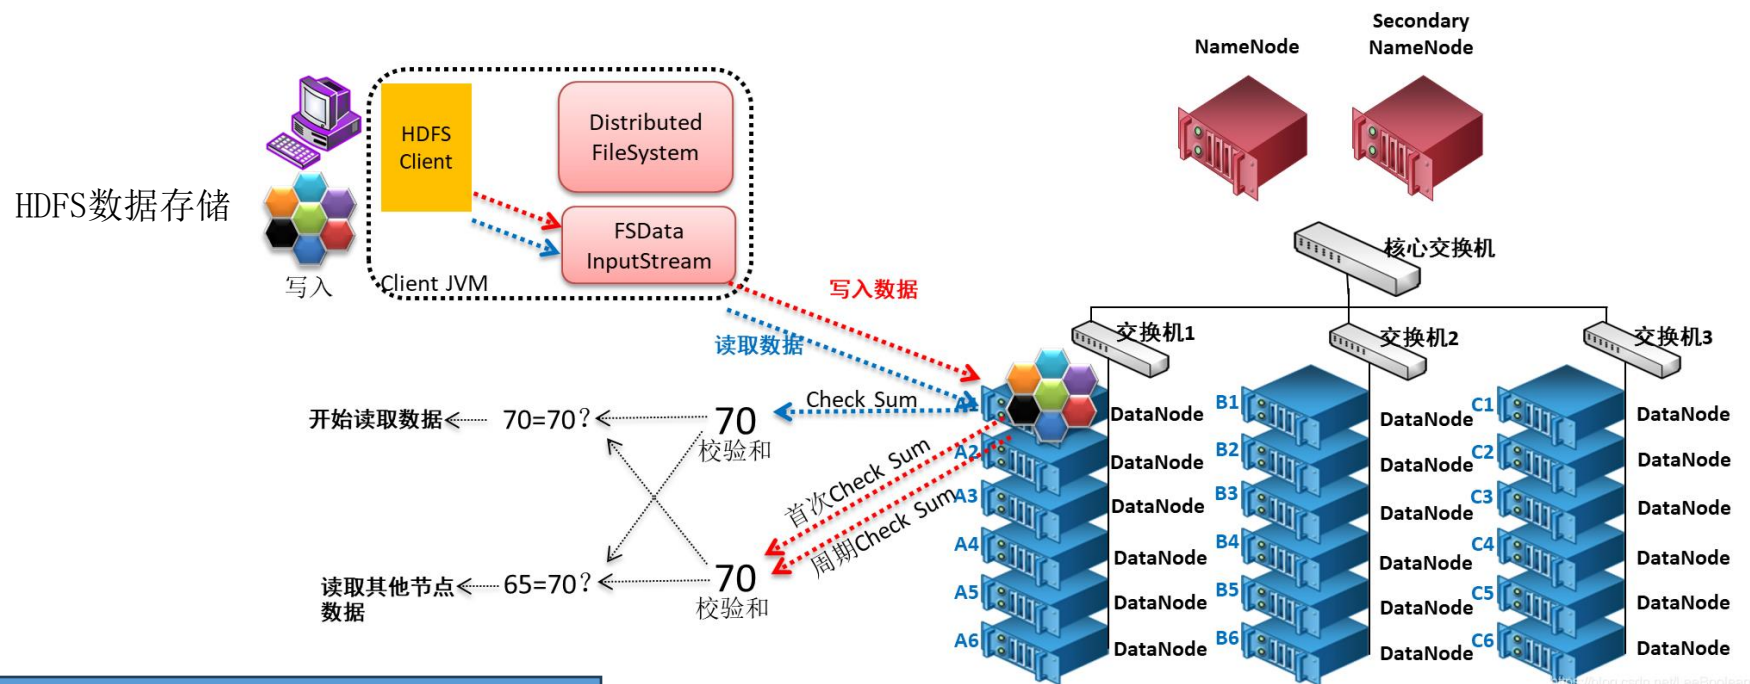 Secondary
NameNode
NameNode
HDFS
Client
Distributed
FileSystem
HDFS数据存储
FSData
InputStream
写入
Client JVM
核心交换机
写入数据
读取数据
交换机1
交换机2
交换机3
开始读取数据
70=70?
70
校验和
Check Sum
首次Check Sum
周期Check Sum
读取其他节点
数据
65=70?
70
校验和
A1
DataNode
B1
DataNode
C1
DataNode
A2
DataNode
B2
DataNode
C2
DataNode
A3
DataNode
B3
DataNode
C3
DataNode
A4
DataNode
B4
DataNode
C4
DataNode
A5
DataNode
B5
DataNode
C5
DataNode
A6
DataNode
B6
DataNode
C6
DataNode